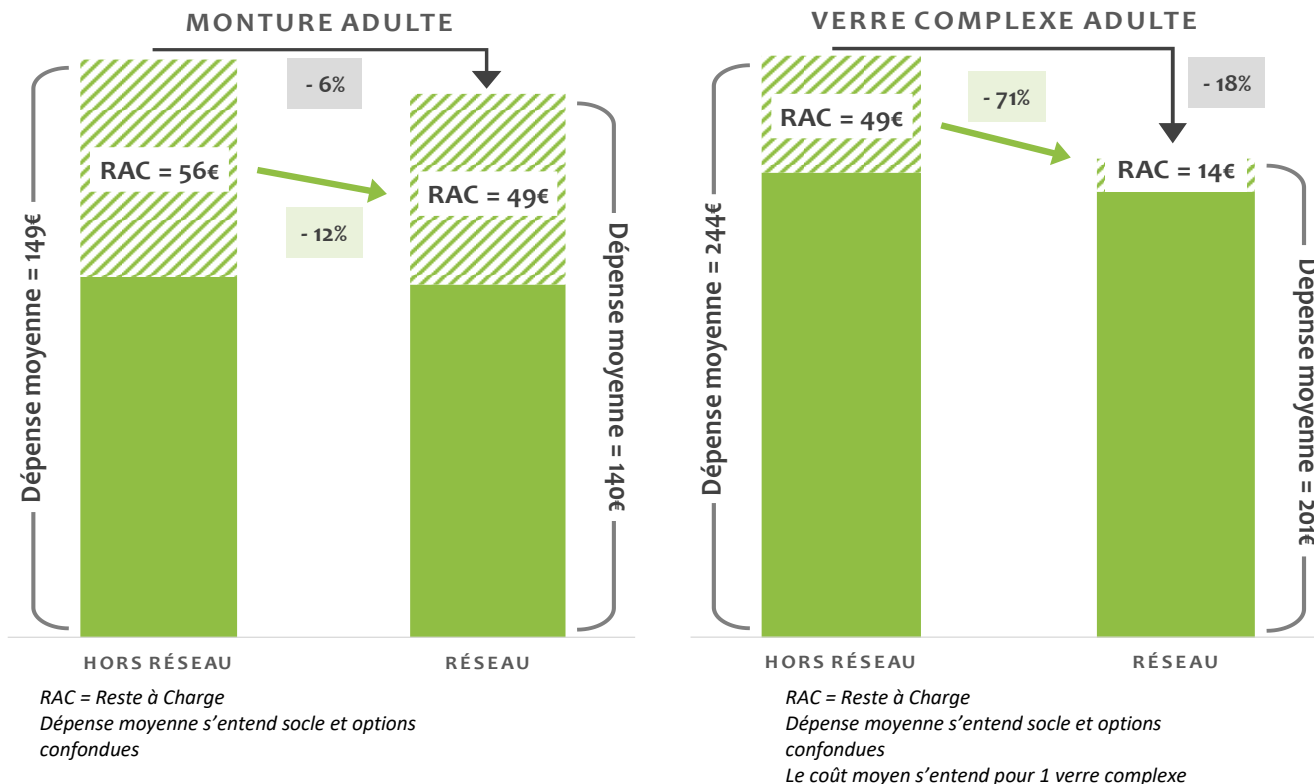 MONTURE ADULTE
- 6%
RAC = 56€
RAC = 49€
- 12%
Dépense moyenne = 149€
Dépense moyenne = 140€
HORS RÉSEAU
RÉSEAU
RAC = Reste à Charge
Dépense moyenne s’entend socle et options
confondues
VERRE COMPLEXE ADULTE
- 71%
- 18%
RAC = 49€
RAC = 14€
Dépense moyenne = 244€
Dépense moyenne = 201€
HORS RÉSEAU
RÉSEAU
RAC = Reste à Charge
Dépense moyenne s’entend socle et options
confondues
Le coût moyen s’entend pour 1 verre complexe